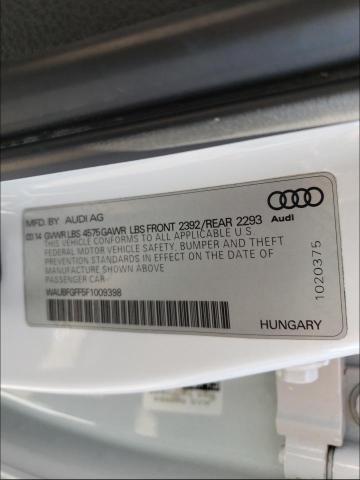 MFD. BY AUDI AG
03.14 GVWR LBS 4575 GAWR LBS FRONT 2392/REAR 2293
THIS VEHICLE CONFORMS TO ALL APPLICABLE U.S.
FEDERAL MOTOR VEHICLE SAFETY, BUMPER AND THEFT
PREVENTION STANDARDS IN EFFECT ON THE DATE OF
MANUFACTURE SHOWN ABOVE
PASSENGER CAR
WAUBFGFF5F1009398
Audi
1020375
HUNGARY